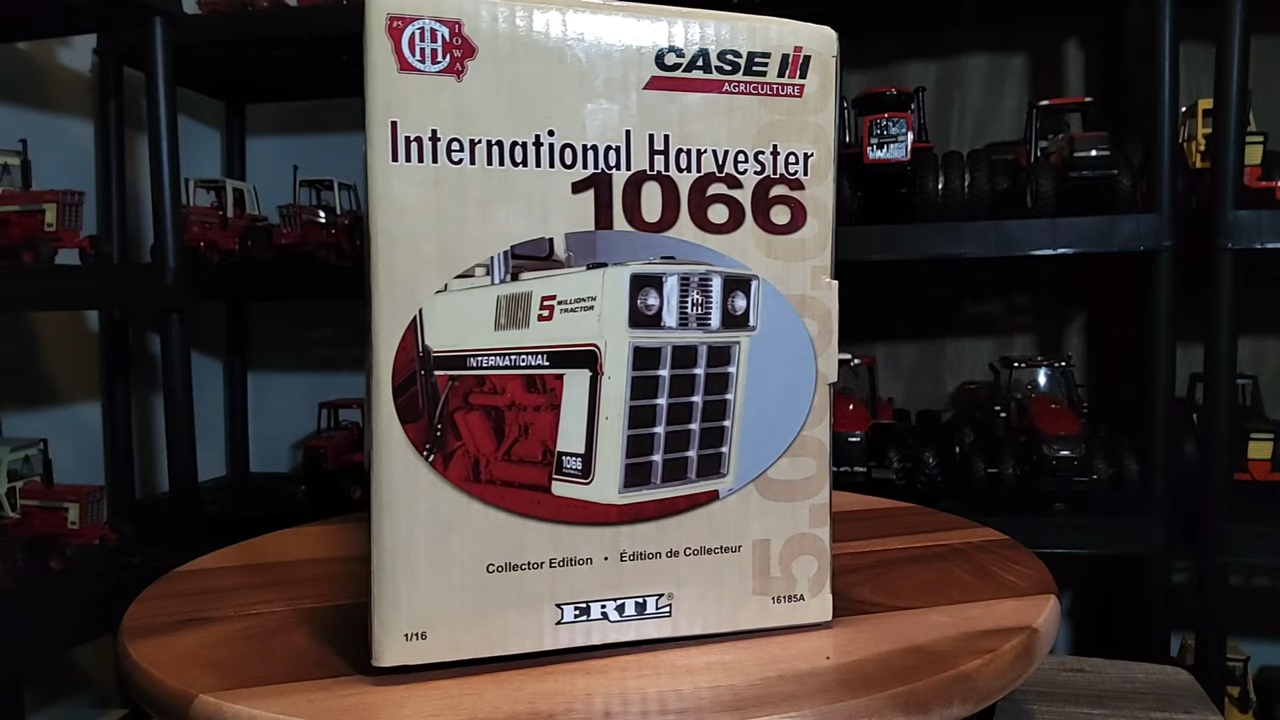 #5
IOWA
CASE IH
AGRICULTURE
International Harvester
1066
5 MILLIONTH
TRACTOR
IH
INTERNATIONAL
1066
5,000,000
Collector Edition • Édition de Collecteur
ERTL®
16185A
1/16